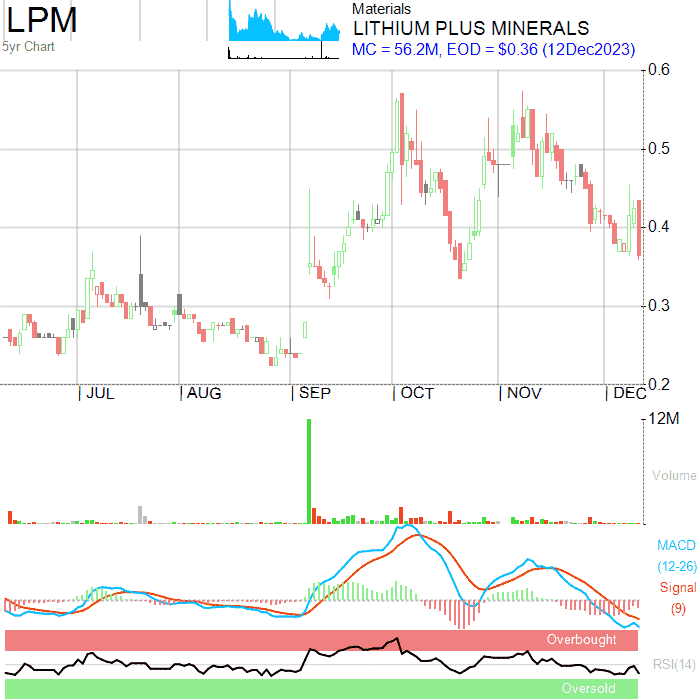 LPM
5yr Chart
Materials
LITHIUM PLUS MINERALS
MC = 56.2M, EOD = $0.36 (12Dec2023)
0.6
0.5
0.4
0.3
0.2
JUL AUG SEP OCT NOV DEC
12M
Volume
MACD
(12-26)
Signal
(9)
Overbought
RSI(14)
Oversold